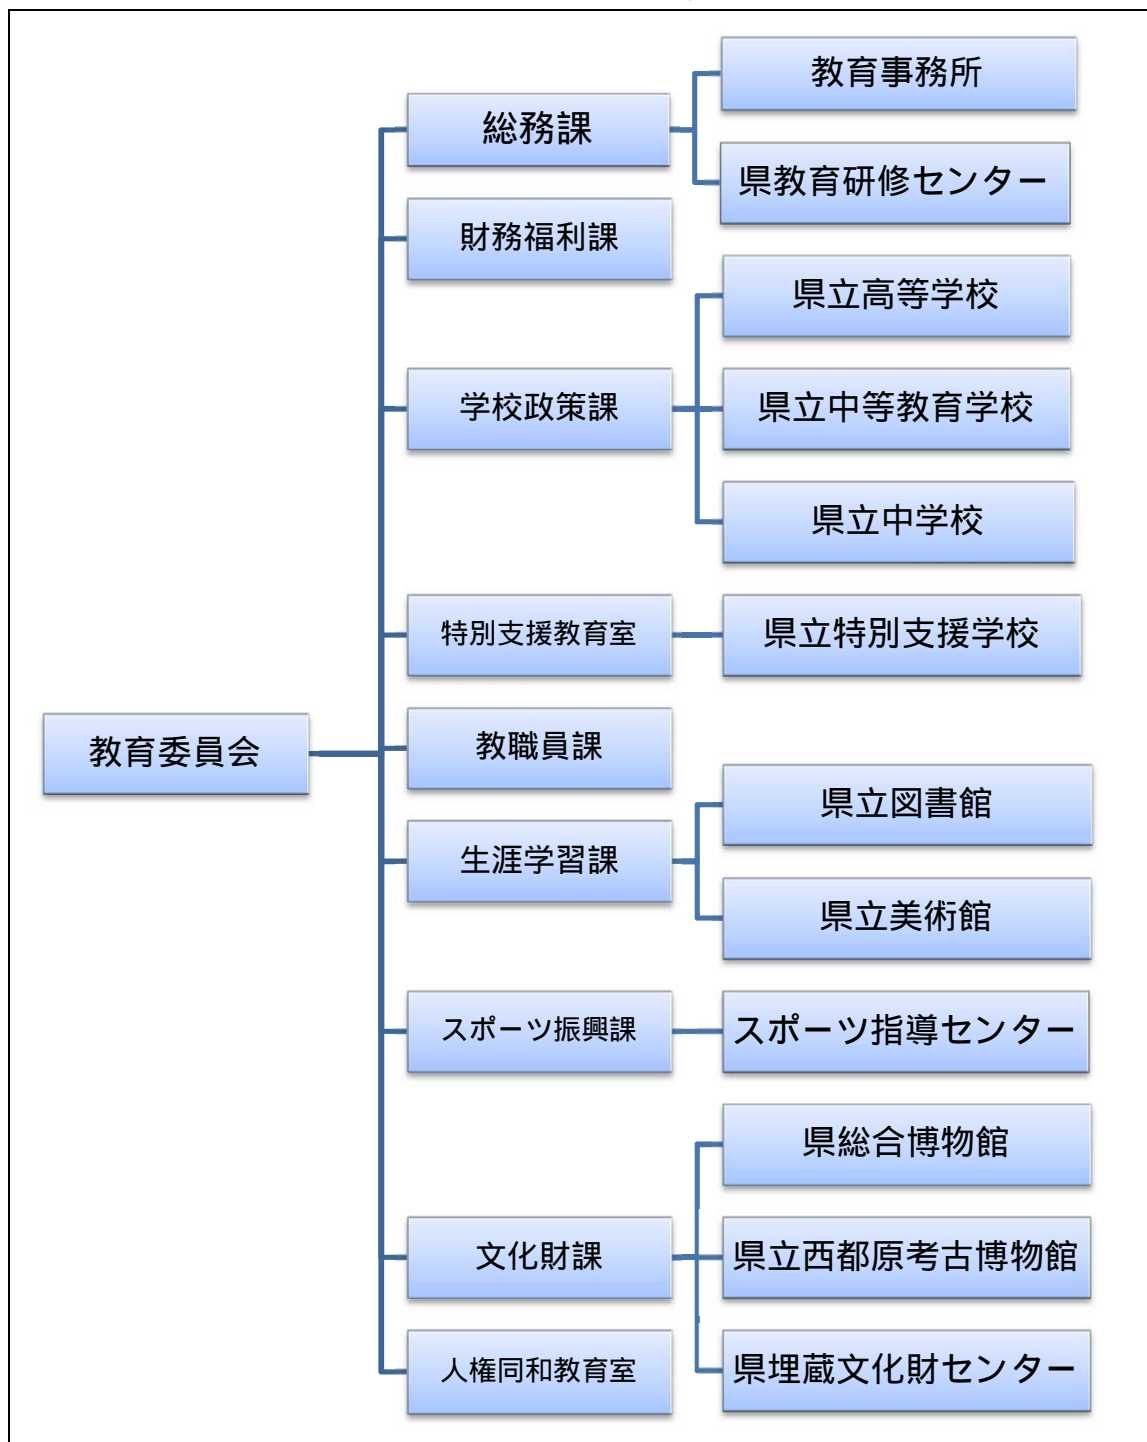 教育委員会
総務課
教育事務所
県教育研修センター
財務福利課
学校政策課
県立高等学校
県立中等教育学校
県立中学校
特別支援教育室
県立特別支援学校
教職員課
生涯学習課
県立図書館
県立美術館
スポーツ振興課
スポーツ指導センター
文化財課
県総合博物館
県立西都原考古博物館
県埋蔵文化財センター
人権同和教育室